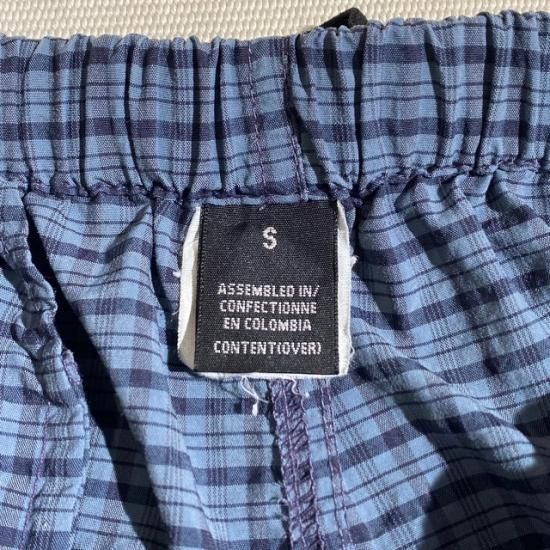 S
ASSEMBLED IN/
CONFECTIONNE
EN COLOMBIA
CONTENT(OVER)